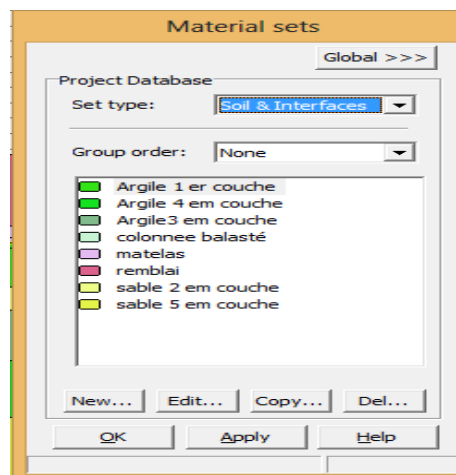 Material sets
Global >>>
Project Database
Set type: Soil & Interfaces
Group order: None
Argile 1 er couche
Argile 4 em couche
Argile3 em couche
colonnee balasté
matelas
remblai
sable 2 em couche
sable 5 em couche
New... Edit... Copy... Del...
OK Apply Help